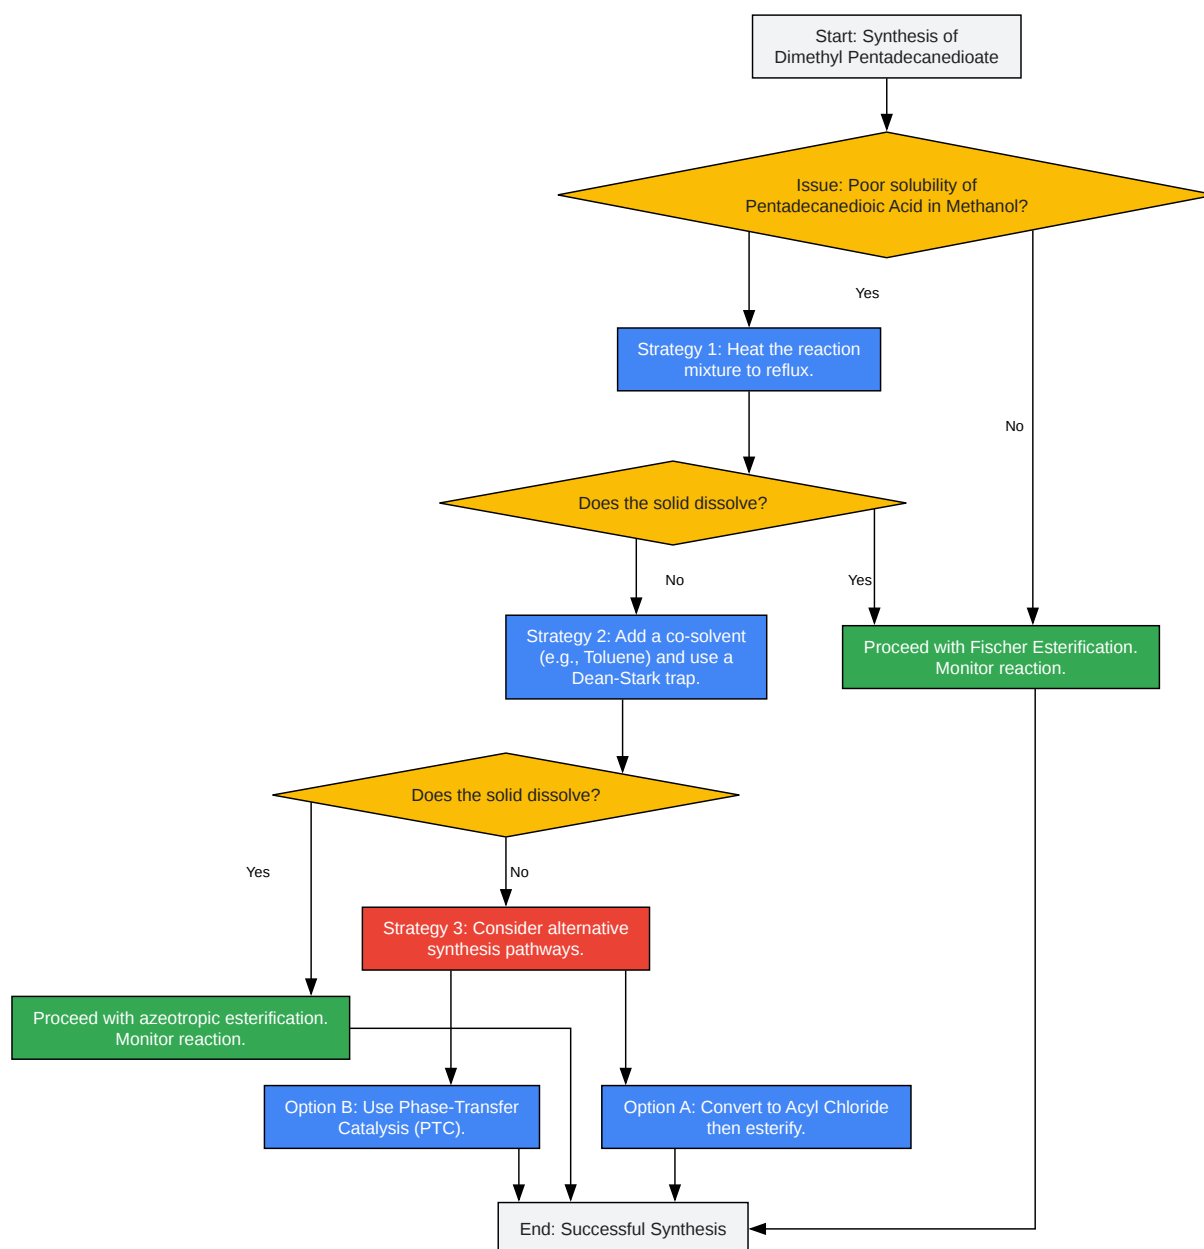 Start: Synthesis of
Dimethyl Pentadecanedioate
Issue: Poor solubility of
Pentadecanedioic Acid in Methanol?
Yes
Strategy 1: Heat the reaction
mixture to reflux.
No
Does the solid dissolve?
No
Yes
Strategy 2: Add a co-solvent
(e.g., Toluene) and use a
Dean-Stark trap.
Proceed with Fischer Esterification.
Monitor reaction.
Does the solid dissolve?
Yes
No
Strategy 3: Consider alternative
synthesis pathways.
Proceed with azeotropic esterification.
Monitor reaction.
Option B: Use Phase-Transfer
Catalysis (PTC).
Option A: Convert to Acyl Chloride
then esterify.
End: Successful Synthesis